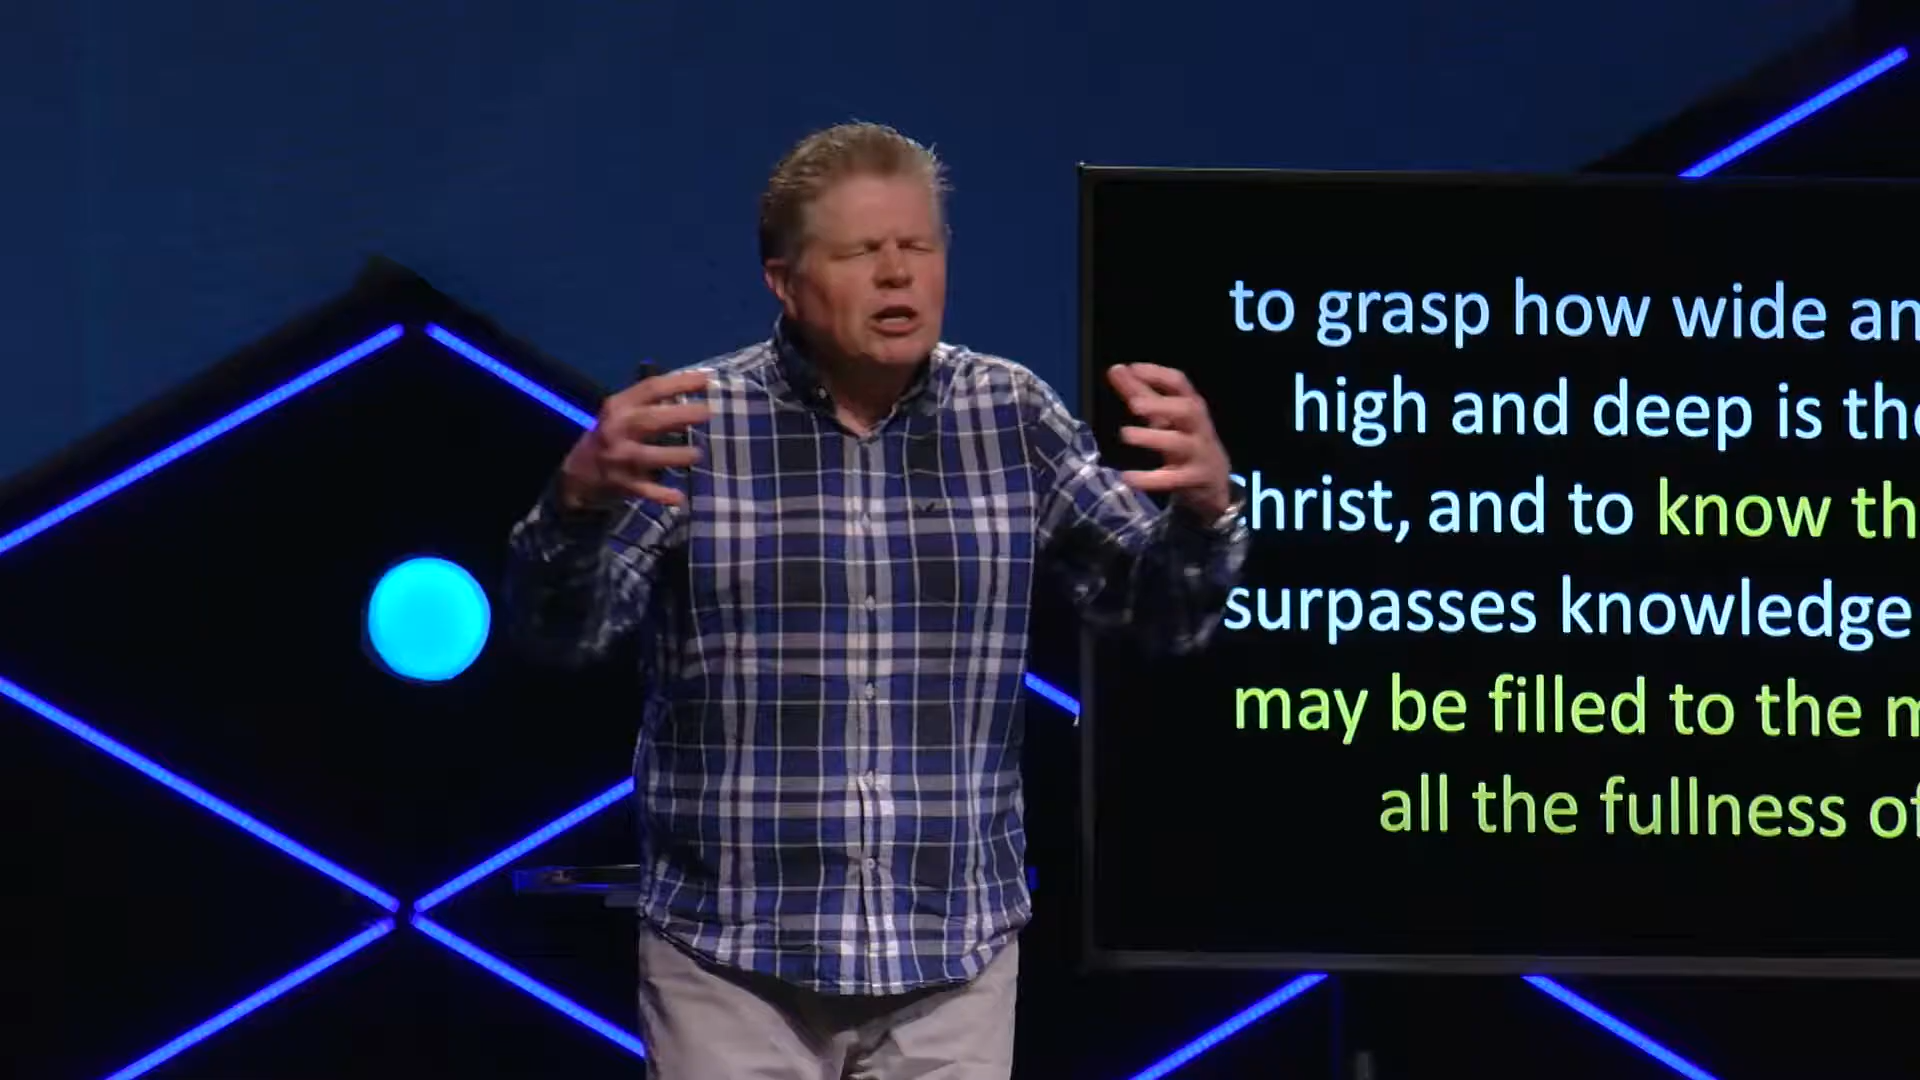 to grasp how wide an
high and deep is the
Christ, and to know th
surpasses knowledge
may be filled to the m
all the fullness of